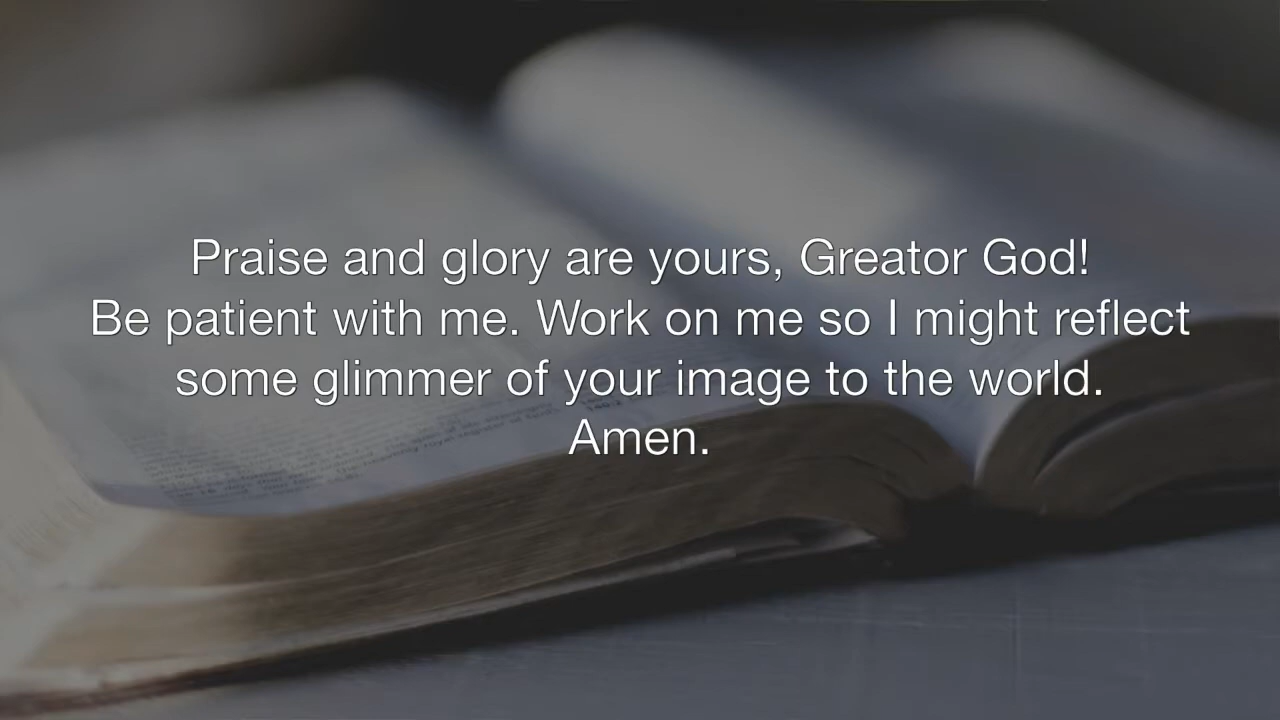 Praise and glory are yours, Greator God!
Be patient with me. Work on me so I might reflect
some glimmer of your image to the world.
Amen.